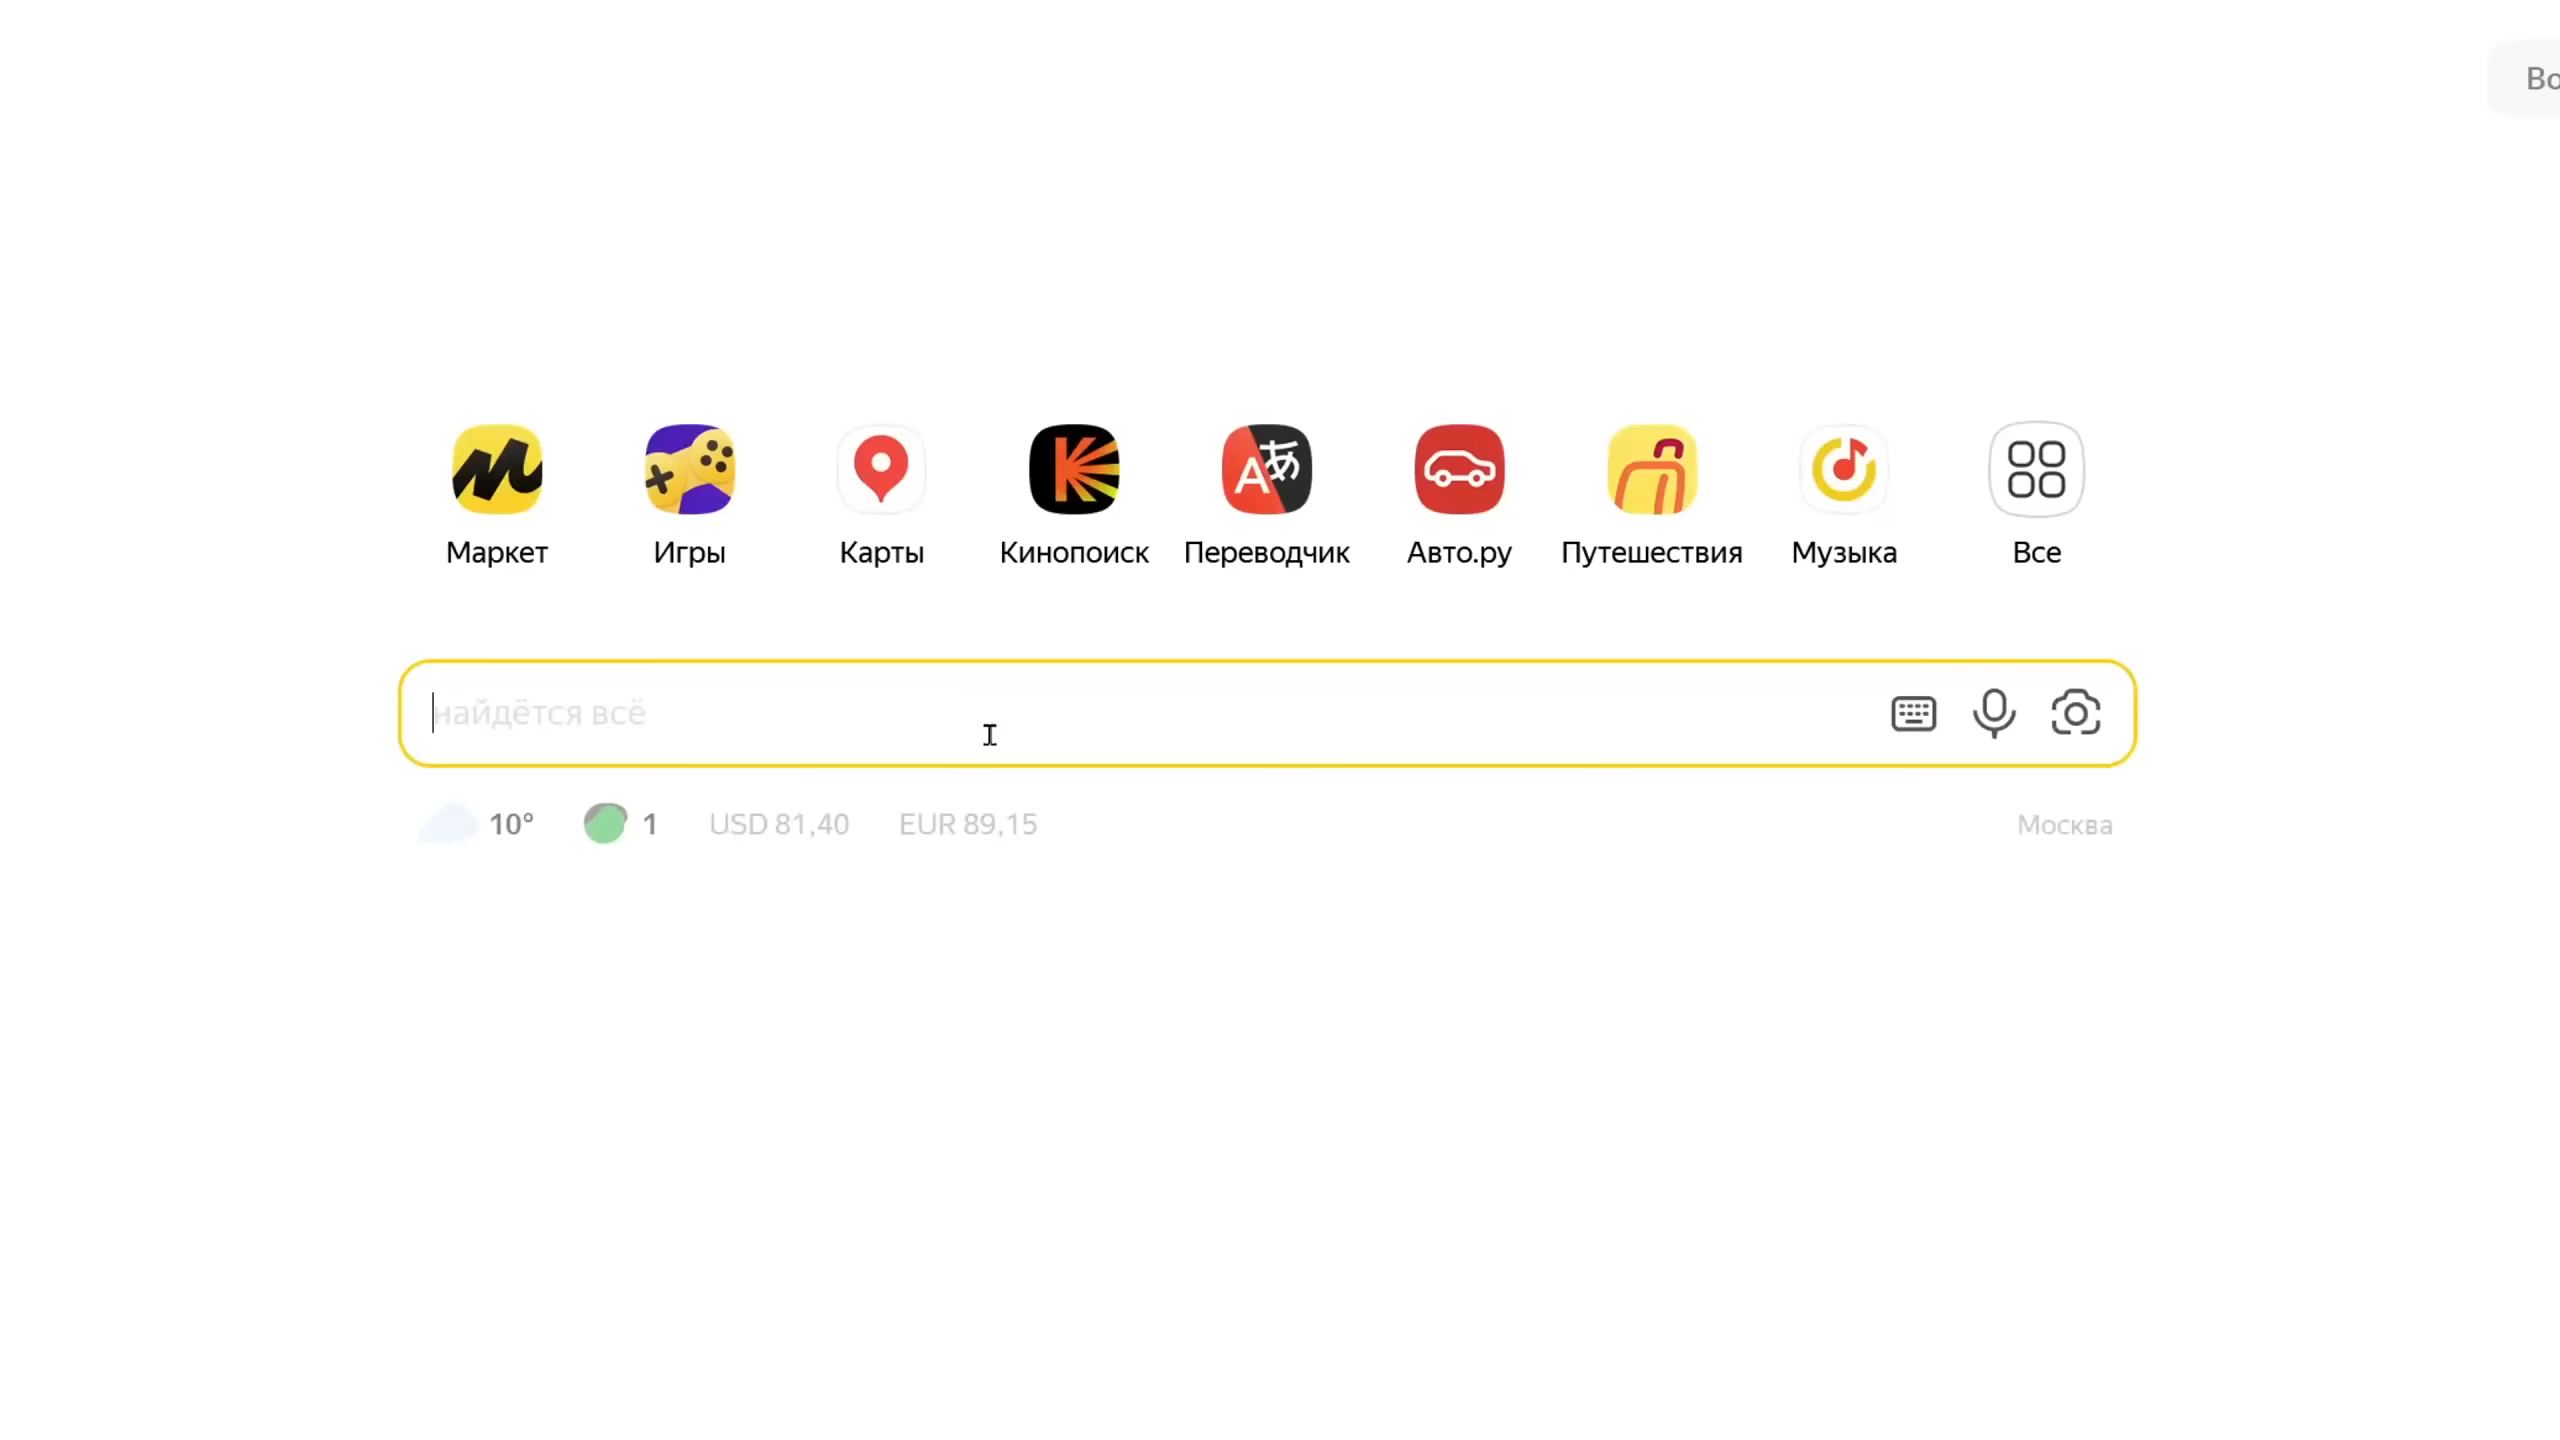 Маркет Игры Карты Кинопоиск Переводчик Авто.ру Путешествия Музыка Все
найдётся всё
10° 1 USD 81,40 EUR 89,15 Москва